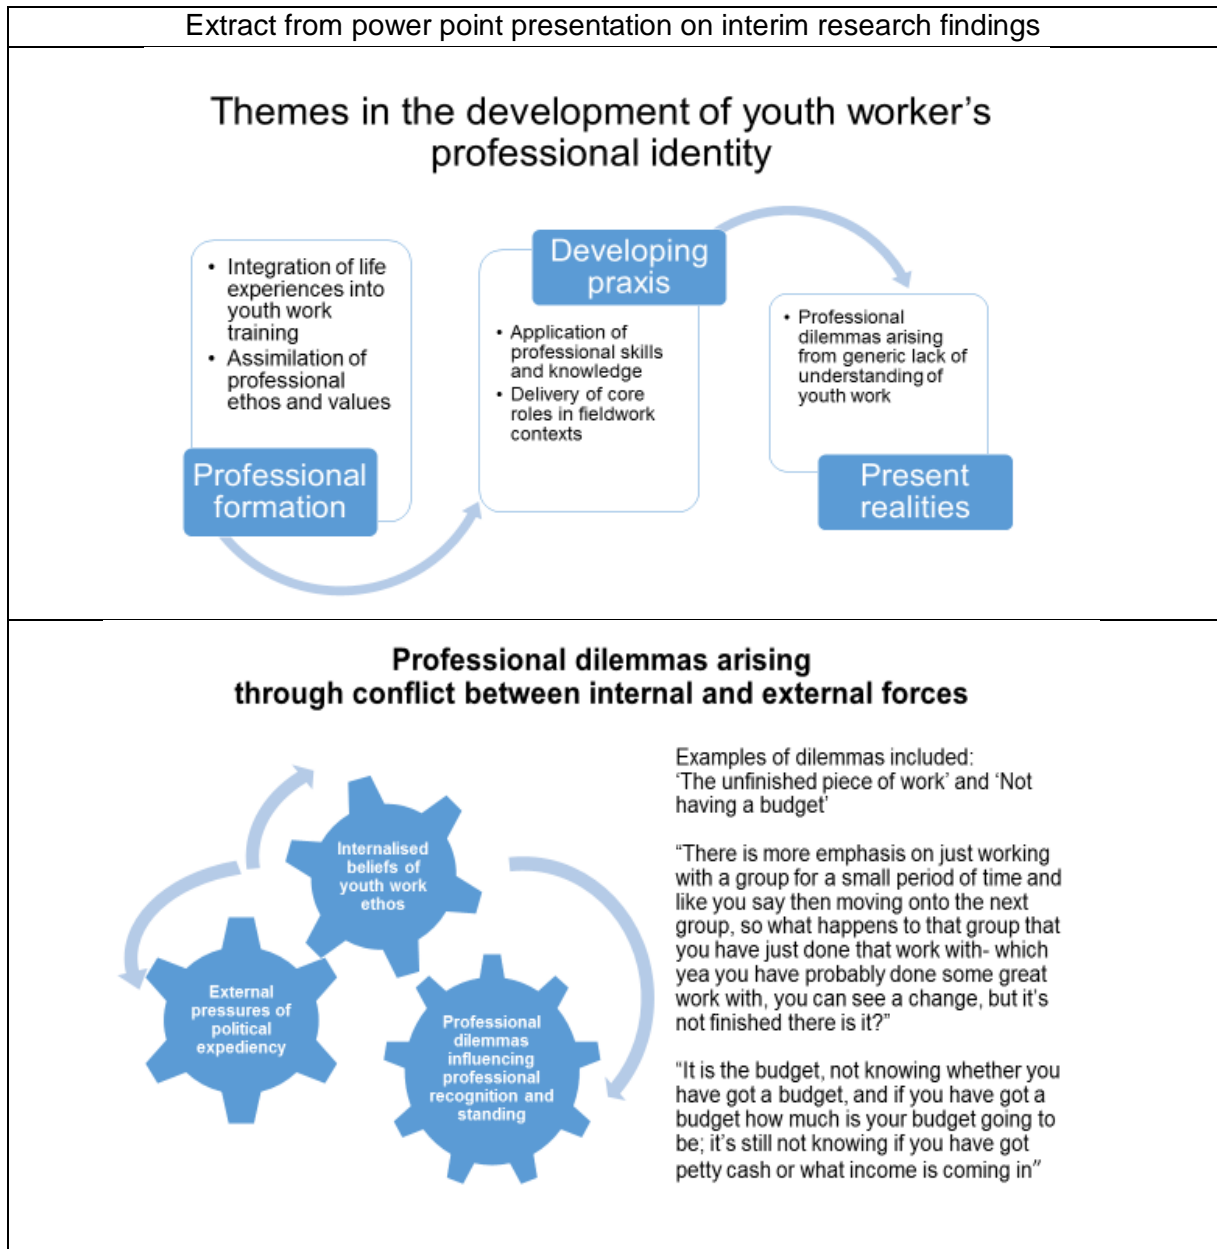 Extract from power point presentation on interim research findings
Themes in the development of youth worker's
professional identity
• Integration of life
experiences into
youth work
training
• Assimilation of
professional
ethos and values
Professional
formation
Developing
praxis
• Application of
professional skills
and knowledge
• Delivery of core
roles in fieldwork
contexts
• Professional
dilemmas arising
from generic lack of
understanding of
youth work
Present
realities
Professional dilemmas arising
through conflict between internal and external forces
Internalised
beliefs of
youth work
ethos
External
pressures of
political
expediency
Professional
dilemmas
influencing
professional
recognition and
standing
Examples of dilemmas included:
‘The unfinished piece of work’ and ‘Not
having a budget’
“There is more emphasis on just working
with a group for a small period of time and
like you say then moving onto the next
group, so what happens to that group that
you have just done that work with- which
yea you have probably done some great
work with, you can see a change, but it’s
not finished there is it?”
“It is the budget, not knowing whether you
have got a budget, and if you have got a
budget how much is your budget going to
be; it’s still not knowing if you have got
petty cash or what income is coming in”